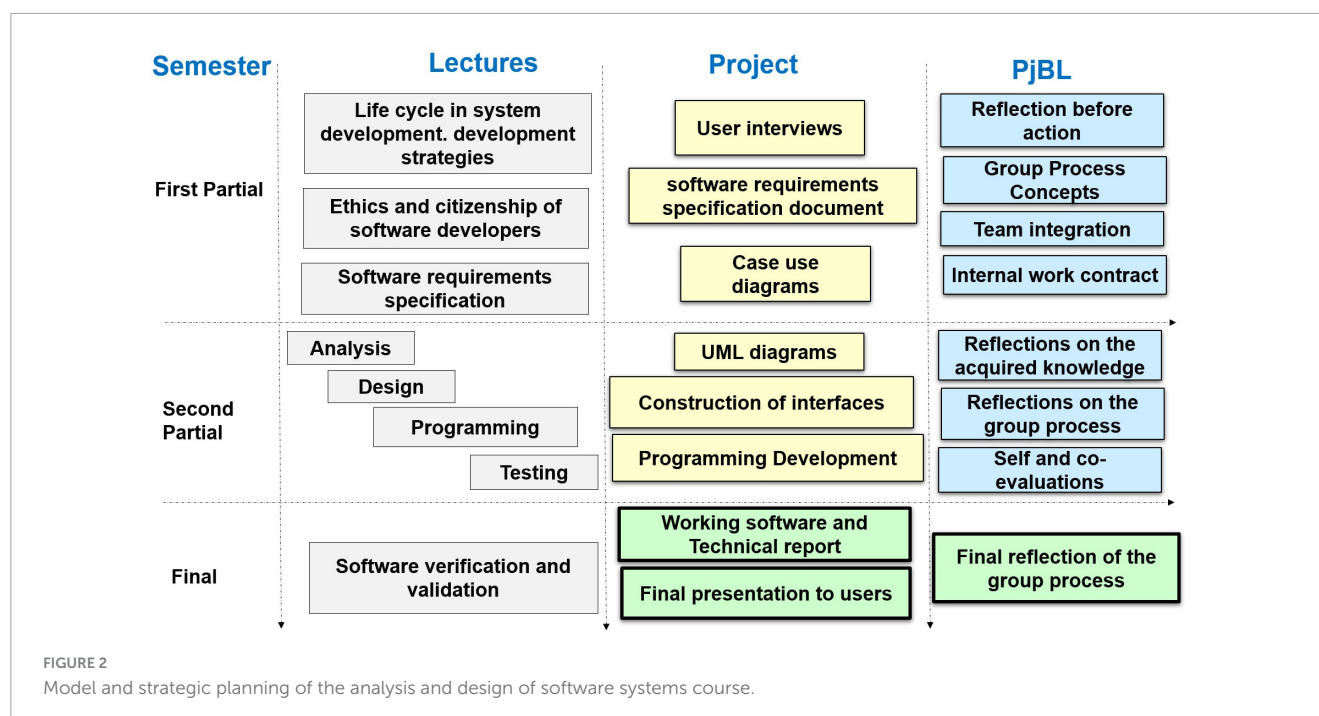 Semester
Lectures
Project
PjBL
First Partial
Life cycle in system
development. development
strategies
Ethics and citizenship of
software developers
Software requirements
specification
User interviews
software requirements
specification document
Case use
diagrams
Reflection before
action
Group Process
Concepts
Team integration
Internal work contract
Second
Partial
Analysis
Design
Programming
Testing
UML diagrams
Construction of interfaces
Programming Development
Reflections on the
acquired knowledge
Reflections on the
group process
Self and co-
evaluations
Final
Software verification and
validation
Working software and
Technical report
Final presentation to users
Final reflection of the
group process
FIGURE 2
Model and strategic planning of the analysis and design of software systems course.